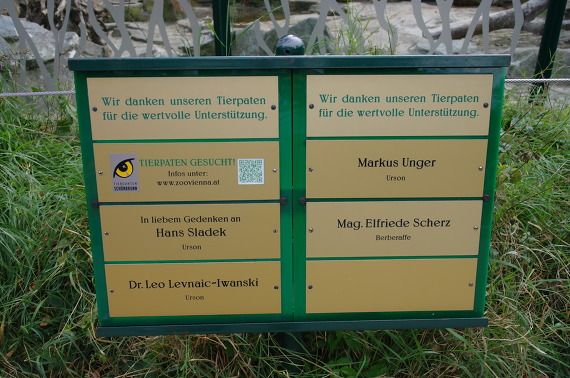 Wir danken unseren Tierpaten
für die wertvolle Unterstützung.
TIERGARTEN
SCHÖNBRUNN
TIERPATEN GESUCHT!
Infos unter:
www.zoovienna.at
In liebem Gedenken an
Hans Sladek
Urson
Dr. Leo Levnaic-Iwanski
Urson
Wir danken unseren Tierpaten
für die wertvolle Unterstützung.
Markus Unger
Urson
Mag. Elfriede Scherz
Berberaffe